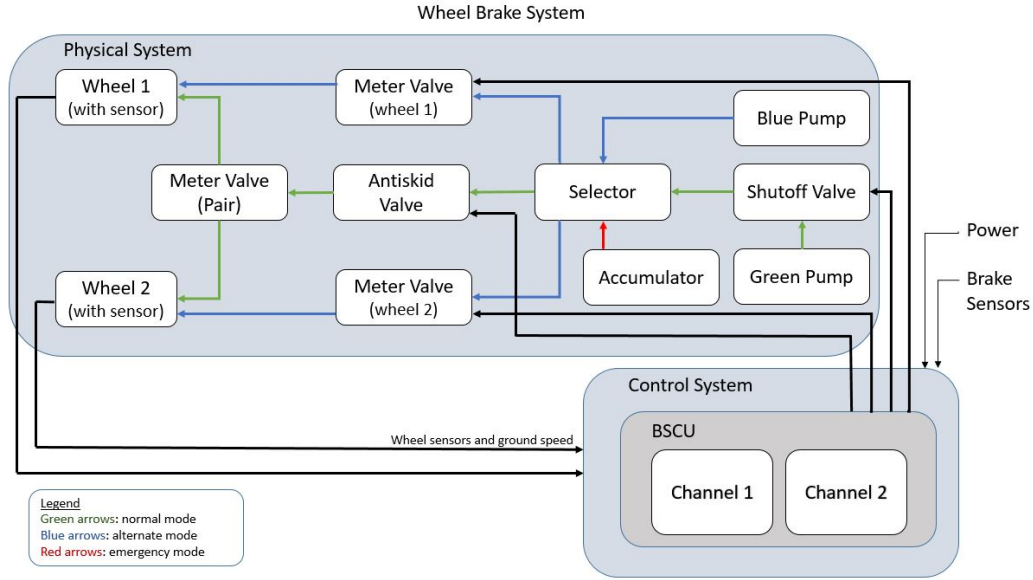 Wheel Brake System
Physical System
Wheel 1
(with sensor)
Meter Valve
(wheel 1)
Blue Pump
Meter Valve
(Pair)
Antiskid
Valve
Selector
Shutoff Valve
Wheel 2
(with sensor)
Meter Valve
(wheel 2)
Accumulator
Green Pump
Power
Brake
Sensors
Control System
BSCU
Channel 1
Channel 2
Wheel sensors and ground speed
Legend
Green arrows: normal mode
Blue arrows: alternate mode
Red arrows: emergency mode